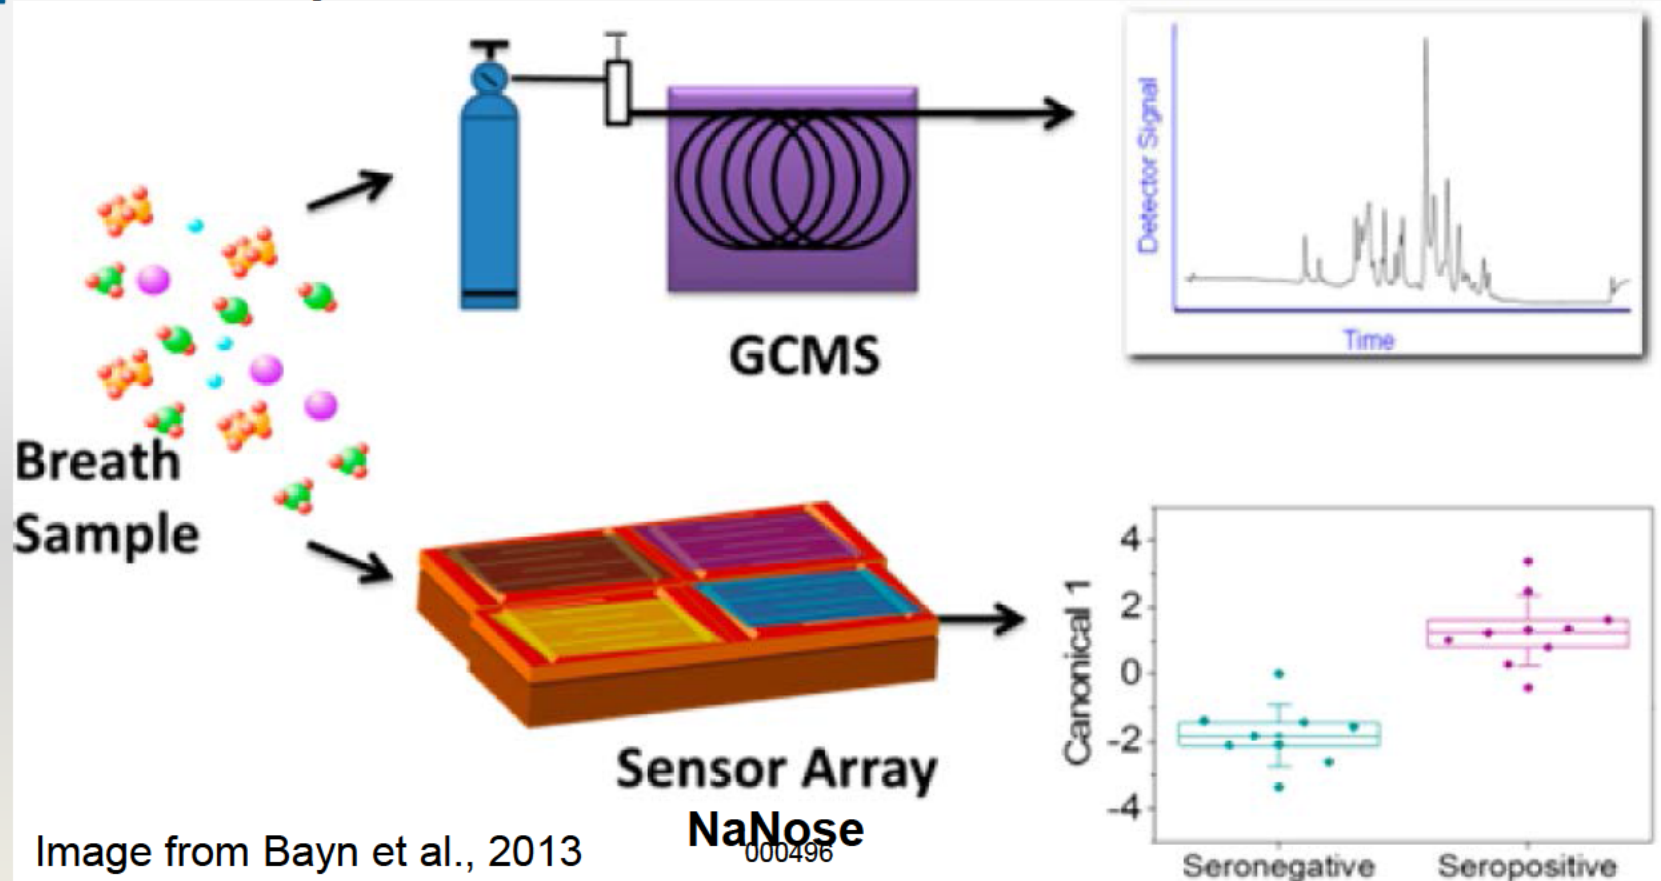 GCMS
Detector Signal
Time
Breath
Sample
Sensor Array
NaNose
000496
Image from Bayn et al., 2013
Canonical 1
4
2
0
-2
-4
Seronegative
Seropositive